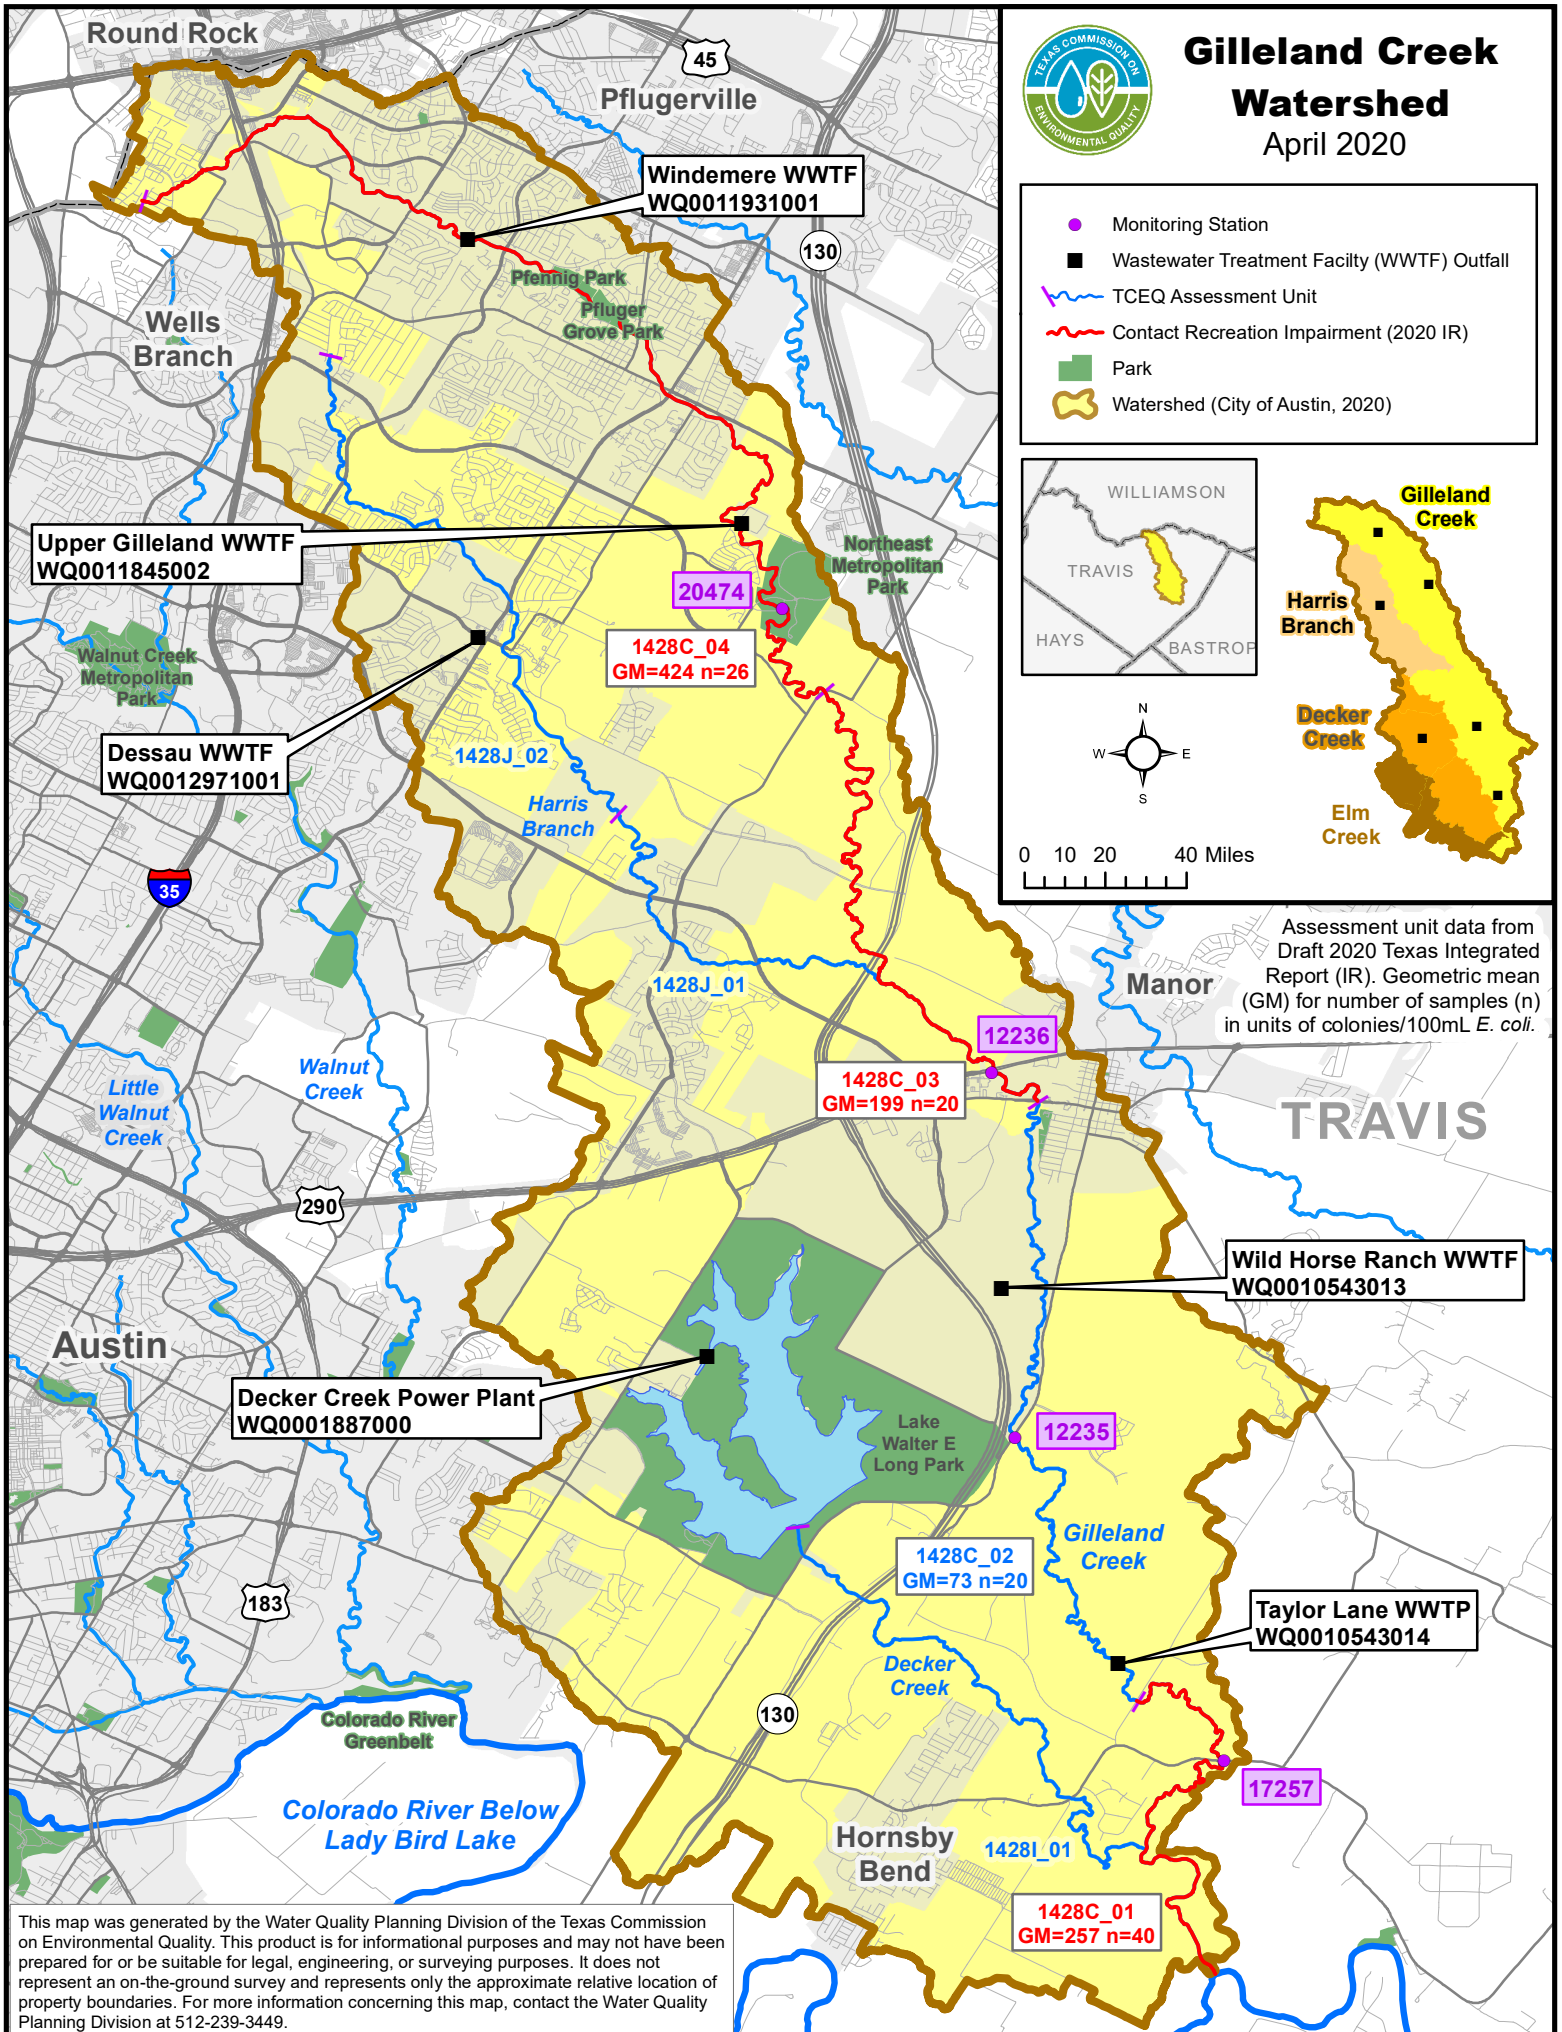 Gilleland Creek
Watershed
April 2020
TEXAS COMMISSION ON
ENVIRONMENTAL QUALITY
Monitoring Station
Wastewater Treatment Facilty (WWTF) Outfall
TCEQ Assessment Unit
Contact Recreation Impairment (2020 IR)
Park
Watershed (City of Austin, 2020)
WILLIAMSON
TRAVIS
HAYS
BASTROP
Gilleland
Creek
Harris
Branch
Decker
Creek
Elm
Creek
N
W
E
S
0 10 20 40 Miles
Assessment unit data from
Draft 2020 Texas Integrated
Report (IR). Geometric mean
(GM) for number of samples (n)
in units of colonies/100mL E. coli.
Round Rock
45
Pflugerville
Windemere WWTF
WQ0011931001
130
Pfennig Park
Pfluger
Grove Park
Wells
Branch
Upper Gilleland WWTF
WQ0011845002
Northeast
Metropolitan
Park
20474
1428C_04
GM=424 n=26
Walnut Creek
Metropolitan
Park
Dessau WWTF
WQ0012971001
1428J_02
Harris
Branch
35
1428J_01
Manor
12236
1428C_03
GM=199 n=20
Walnut
Creek
Little
Walnut
Creek
TRAVIS
290
Wild Horse Ranch WWTF
WQ0010543013
Austin
Decker Creek Power Plant
WQ0001887000
Lake
Walter E
Long Park
12235
Gilleland
Creek
1428C_02
GM=73 n=20
183
Taylor Lane WWTP
WQ0010543014
Decker
Creek
130
Colorado River
Greenbelt
17257
Colorado River Below
Lady Bird Lake
Hornsby
Bend
1428I_01
1428C_01
GM=257 n=40
This map was generated by the Water Quality Planning Division of the Texas Commission
on Environmental Quality. This product is for informational purposes and may not have been
prepared for or be suitable for legal, engineering, or surveying purposes. It does not
represent an on-the-ground survey and represents only the approximate relative location of
property boundaries. For more information concerning this map, contact the Water Quality
Planning Division at 512-239-3449.